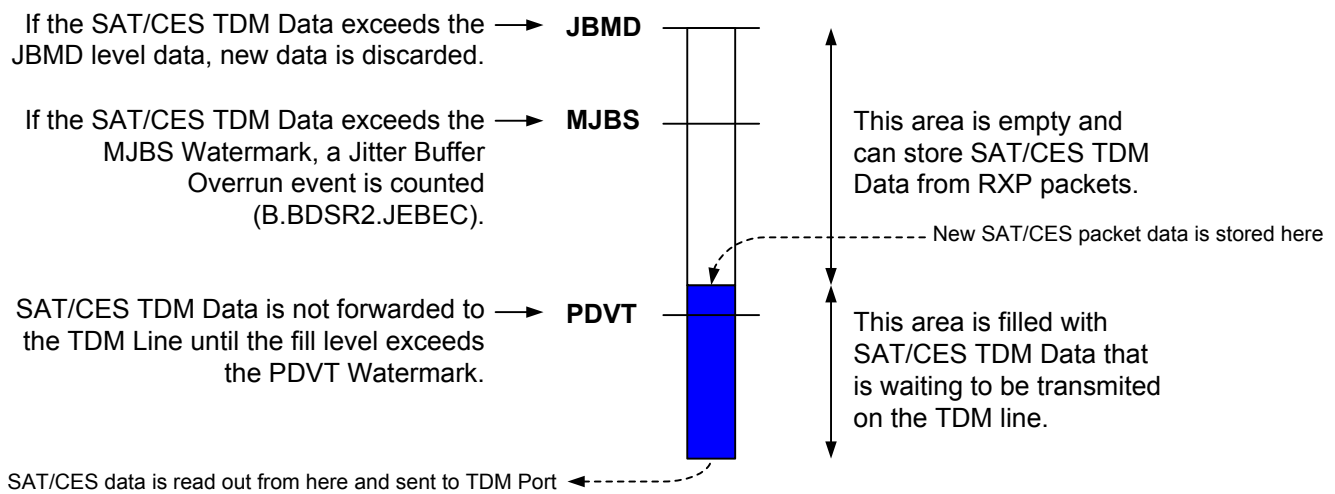 If the SAT/CES TDM Data exceeds the
JBMD level data, new data is discarded.
JBMD
If the SAT/CES TDM Data exceeds the
MJBS Watermark, a Jitter Buffer
Overrun event is counted
(B.BDSR2.JEBEC).
MJBS
This area is empty and
can store SAT/CES TDM
Data from RXP packets.
New SAT/CES packet data is stored here
SAT/CES TDM Data is not forwarded to
the TDM Line until the fill level exceeds
the PDVT Watermark.
PDVT
This area is filled with
SAT/CES TDM Data that
is waiting to be transmited
on the TDM line.
SAT/CES data is read out from here and sent to TDM Port